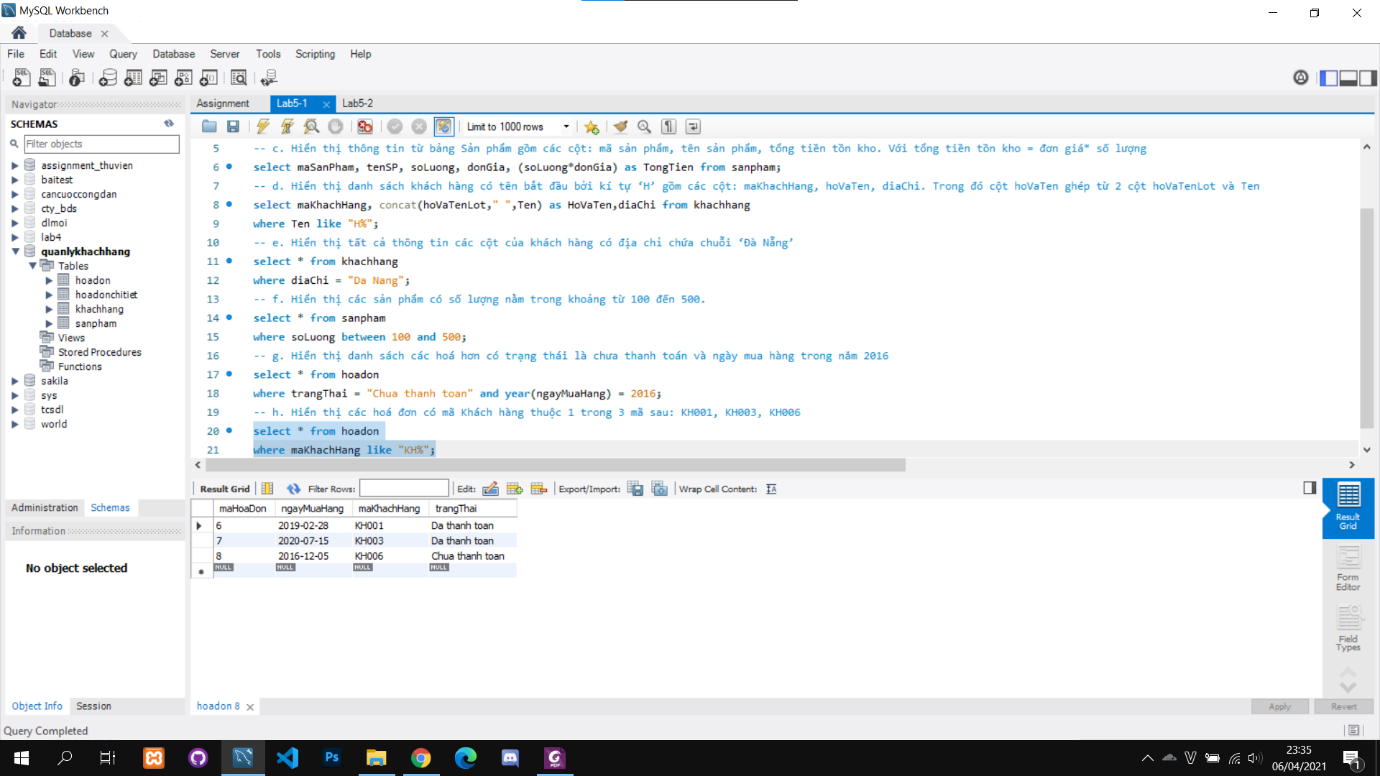 MySQL Workbench
Database
File Edit View Query Database Server Tools Scripting Help
Navigator
SCHEMAS
Filter objects
assignment_thuvien
baitest
cancuoccongdan
cty_bds
dlmoi
lab4
quanlykhachhang
Tables
hoadon
hoadonchitiet
khachhang
sanpham
Views
Stored Procedures
Functions
sakila
sys
tcsdl
world
Administration Schemas
Information
No object selected
Object Info Session
Query Completed
Assignment Lab5-1 Lab5-2
Limit to 1000 rows
5 -- c. Hiển thị thông tin từ bảng Sản phẩm gồm các cột: mã sản phẩm, tên sản phẩm, tổng tiền tồn kho. Với tổng tiền tồn kho = đơn giá* số lượng
6 select maSanPham, tenSP, soLuong, donGia, (soLuong*donGia) as TongTien from sanpham;
7 -- d. Hiển thị danh sách khách hàng có tên bắt đầu bởi kí tự ‘H’ gồm các cột: maKhachHang, hoVaTen, diaChi. Trong đó cột hoVaTen ghép từ 2 cột hoVaTenLot và Ten
8 select maKhachHang, concat(hoVaTenLot," ",Ten) as HoVaTen,diaChi from khachhang
9 where Ten like "H%";
10 -- e. Hiển thị tất cả thông tin các cột của khách hàng có địa chỉ chứa chuỗi ‘Đà Nẵng’
11 select * from khachhang
12 where diaChi = "Da Nang";
13 -- f. Hiển thị các sản phẩm có số lượng nằm trong khoảng từ 100 đến 500.
14 select * from sanpham
15 where soLuong between 100 and 500;
16 -- g. Hiển thị danh sách các hoá hơn có trạng thái là chưa thanh toán và ngày mua hàng trong năm 2016
17 select * from hoadon
18 where trangThai = "Chua thanh toan" and year(ngayMuaHang) = 2016;
19 -- h. Hiển thị các hoá đơn có mã Khách hàng thuộc 1 trong 3 mã sau: KH001, KH003, KH006
20 select * from hoadon
21 where maKhachHang like "KH%";
Result Grid Filter Rows: Edit: Export/Import: Wrap Cell Content:
maHoaDon ngayMuaHang maKhachHang trangThai
6 2019-02-28 KH001 Da thanh toan
7 2020-07-15 KH003 Da thanh toan
8 2016-12-05 KH006 Chua thanh toan
NULL NULL NULL NULL
Result
Grid
Form
Editor
Field
Types
hoadon 8
Apply Revert
23:35
06/04/2021